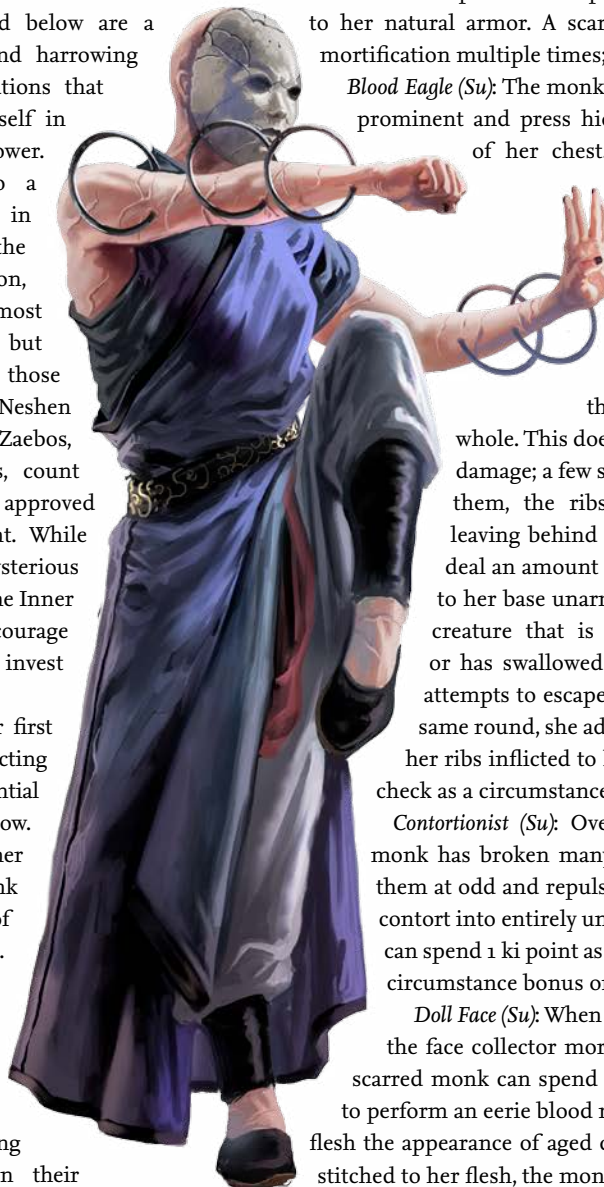 d below are a
nd harrowing
tions that
self in
ower.
o a
in
the
on,
most
but
those
Neshen
Zaebos,
s, count
approved
nt. While
ysterious
he Inner
courage
invest
r first
cting
ntial
ow.
her
nk
of
.
ng
n their
to her natural armor. A scar
mortification multiple times;
Blood Eagle (Su): The monk
prominent and press hig
of her chest.
th
whole. This doe
damage; a few s
them, the ribs
leaving behind
deal an amount
to her base unarm
creature that is
or has swallowed
attempts to escape
same round, she ad
her ribs inflicted to h
check as a circumstance
Contortionist (Su): Ove
monk has broken many
them at odd and repuls
contort into entirely un
can spend 1 ki point as
circumstance bonus on
Doll Face (Su): When
the face collector mor
scarred monk can spend
to perform an eerie blood r
flesh the appearance of aged c
stitched to her flesh, the mon